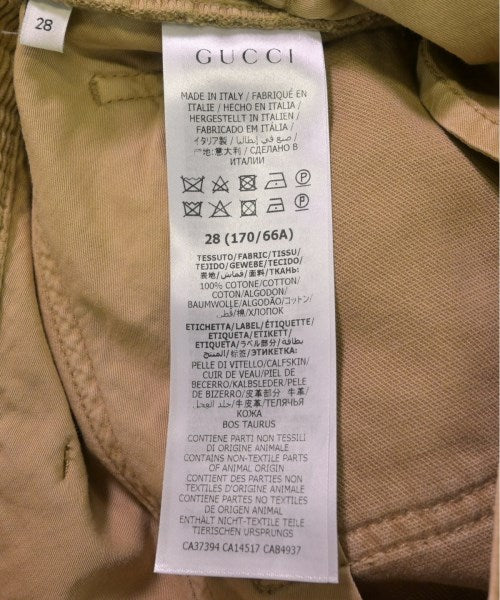 28
GUCCI
MADE IN ITALY / FABRIQUÉ EN
ITALIE / HECHO EN ITALIA /
HERGESTELLT IN ITALIEN /
FABRICADO EM ITÁLIA /
イタリア製 / صنع في إيطاليا /
产地:意大利 / СДЕЛАНО В
ИТАЛИИ
28 (170/66A)
TESSUTO/FABRIC/TISSU/
TEJIDO/GEWEBE/TECIDO/
表地/قماش/面料/ТКАНЬ:
100% COTONE/COTTON/
COTON/ALGODON/
BAUMWOLLE/ALGODÃO/コットン/
قطن/棉/ХЛОПОК
ETICHETTA/LABEL/ÉTIQUETTE/
ETIQUETA/ETIKETT/
ETIQUETA/ラベル部分/بطاقة
المنتج/标签/ЭТИКЕТКА:
PELLE DI VITELLO/CALFSKIN/
CUIR DE VEAU/PIEL DE
BECERRO/KALBSLEDER/PELE
DE BIZERRO/皮革部分 牛革/
جلد العجل/牛皮革/ТЕЛЯЧЬЯ
КОЖА
BOS TAURUS
CONTIENE PARTI NON TESSILI
DI ORIGINE ANIMALE
CONTAINS NON-TEXTILE PARTS
OF ANIMAL ORIGIN
CONTIENT DES PARTIES NON
TEXTILES D'ORIGINE ANIMALE
CONTIENE PARTES NO TEXTILES
DE ORIGEN ANIMAL
ENTHÄLT NICHT-TEXTILE TEILE
TIERISCHEN URSPRUNGS
CA37394 CA14517 CA84937